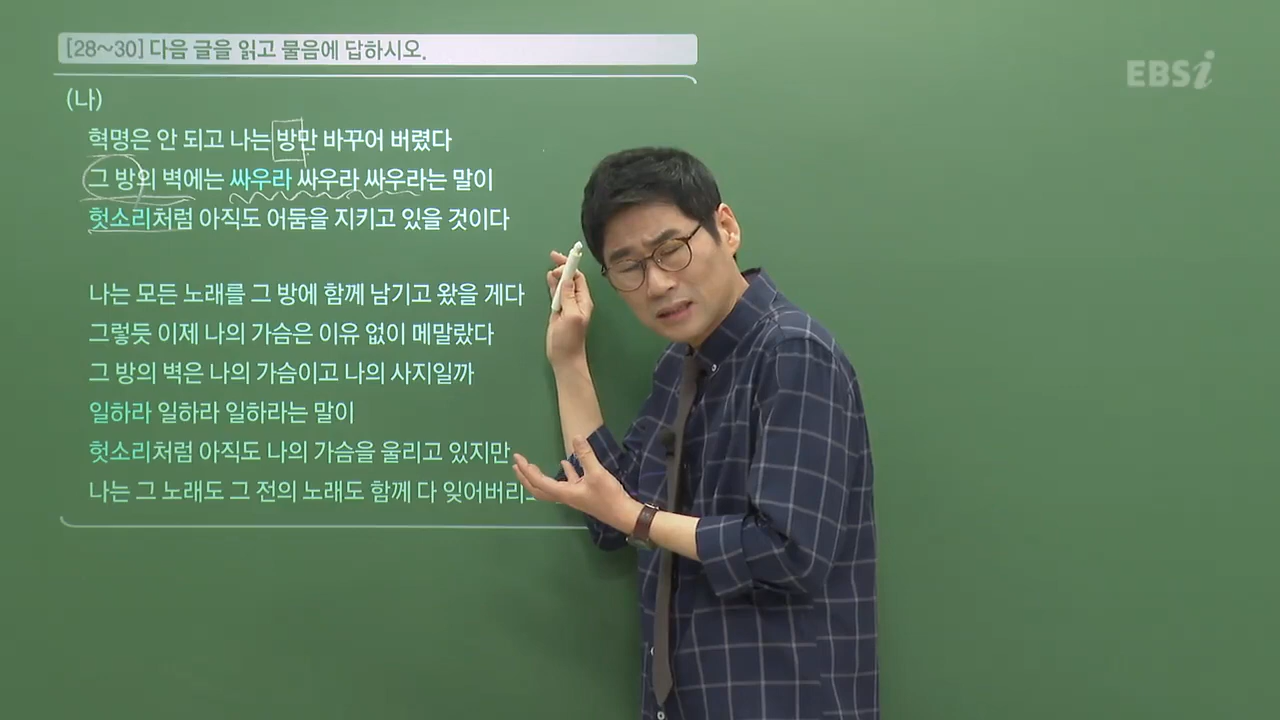 [28~30] 다음 글을 읽고 물음에 답하시오.
EBSi
(나)
혁명은 안 되고 나는 방만 바꾸어 버렸다
그 방의 벽에는 싸우라 싸우라 싸우라는 말이
헛소리처럼 아직도 어둠을 지키고 있을 것이다
나는 모든 노래를 그 방에 함께 남기고 왔을 게다
그렇듯 이제 나의 가슴은 이유 없이 메말랐다
그 방의 벽은 나의 가슴이고 나의 사지일까
일하라 일하라 일하라는 말이
헛소리처럼 아직도 나의 가슴을 울리고 있지만
나는 그 노래도 그 전의 노래도 함께 다 잊어버리